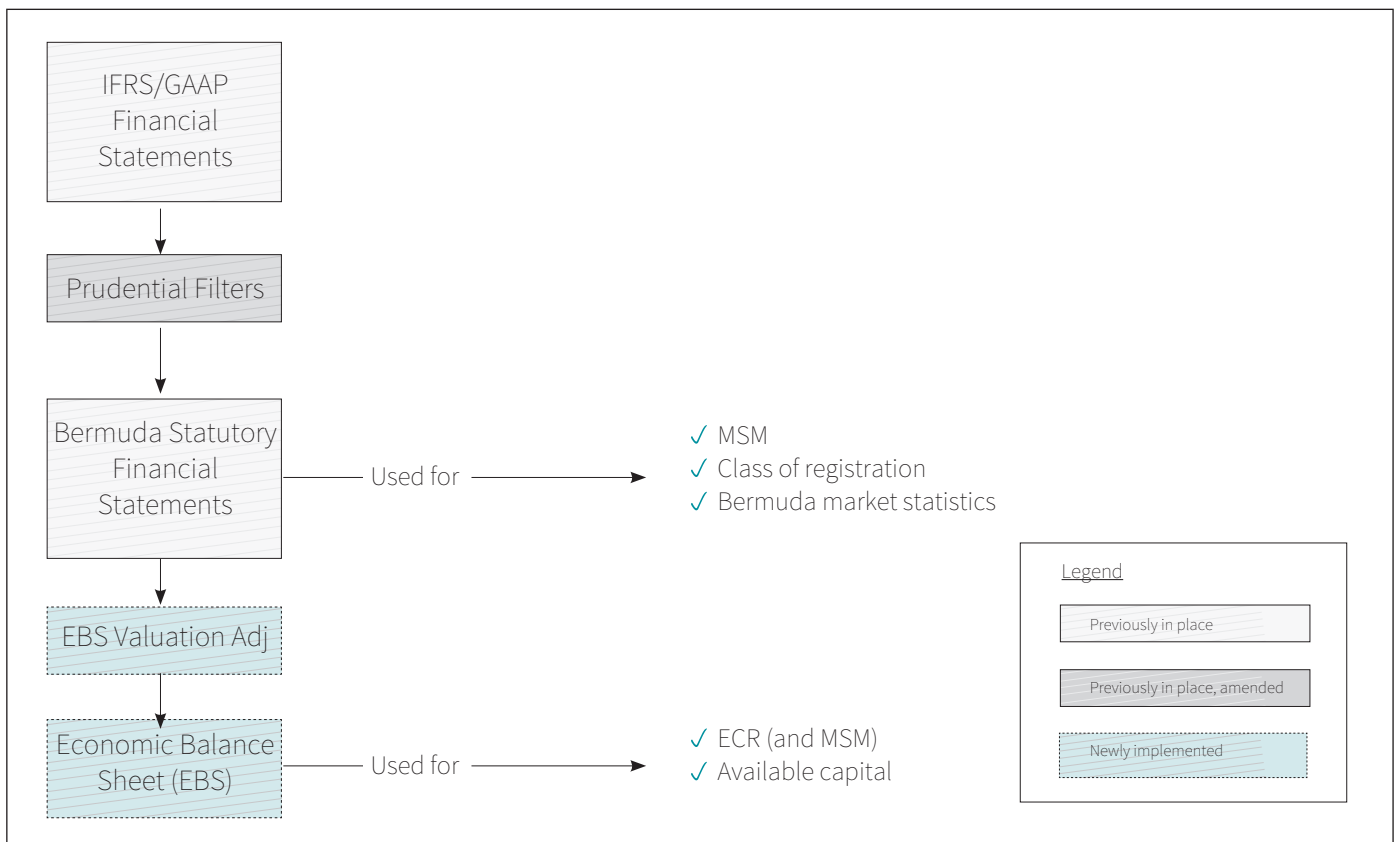 IFRS/GAAP
Financial
Statements
Prudential Filters
Bermuda Statutory
Financial
Statements
Used for
✓ MSM
✓ Class of registration
✓ Bermuda market statistics
EBS Valuation Adj
Economic Balance
Sheet (EBS)
Used for
✓ ECR (and MSM)
✓ Available capital
Legend
Previously in place
Previously in place, amended
Newly implemented